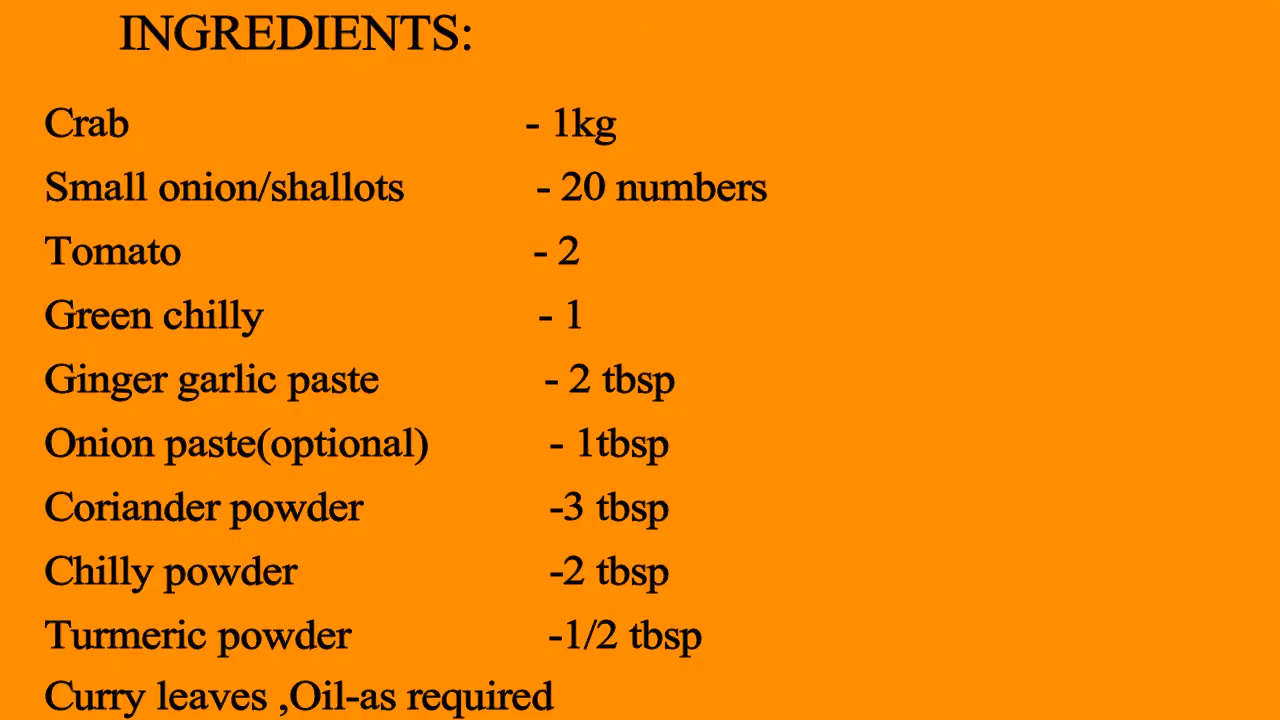 INGREDIENTS:
Crab - 1kg
Small onion/shallots - 20 numbers
Tomato - 2
Green chilly - 1
Ginger garlic paste - 2 tbsp
Onion paste(optional) - 1tbsp
Coriander powder -3 tbsp
Chilly powder -2 tbsp
Turmeric powder -1/2 tbsp
Curry leaves ,Oil-as required